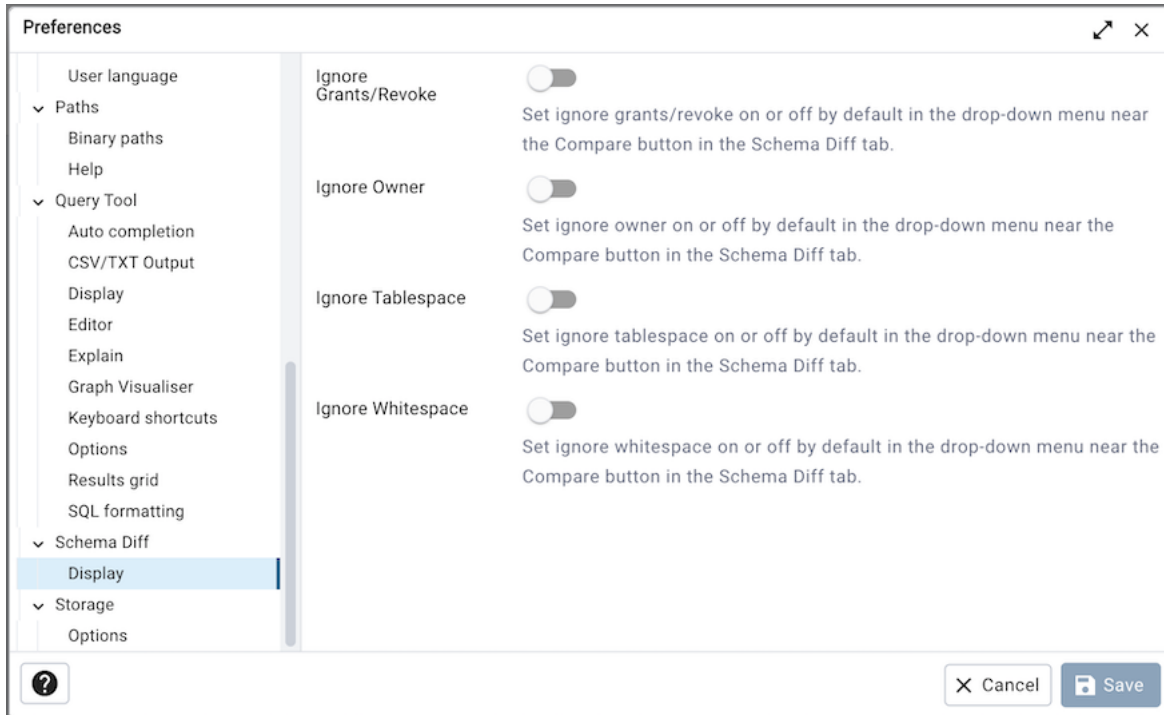 Preferences
User language
Paths
Binary paths
Help
Query Tool
Auto completion
CSV/TXT Output
Display
Editor
Explain
Graph Visualiser
Keyboard shortcuts
Options
Results grid
SQL formatting
Schema Diff
Display
Storage
Options
Ignore
Grants/Revoke
Set ignore grants/revoke on or off by default in the drop-down menu near
the Compare button in the Schema Diff tab.
Ignore Owner
Set ignore owner on or off by default in the drop-down menu near the
Compare button in the Schema Diff tab.
Ignore Tablespace
Set ignore tablespace on or off by default in the drop-down menu near the
Compare button in the Schema Diff tab.
Ignore Whitespace
Set ignore whitespace on or off by default in the drop-down menu near the
Compare button in the Schema Diff tab.
Cancel
Save